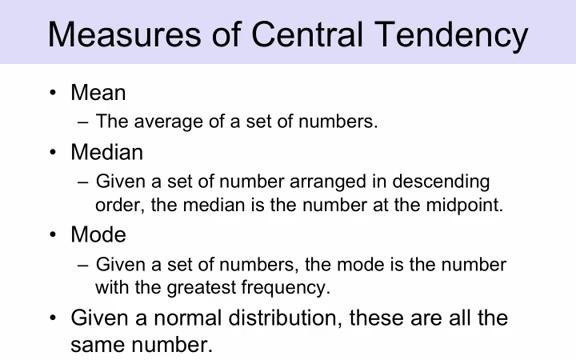 Measures of Central Tendency
• Mean
– The average of a set of numbers.
• Median
– Given a set of number arranged in descending
order, the median is the number at the midpoint.
• Mode
– Given a set of numbers, the mode is the number
with the greatest frequency.
• Given a normal distribution, these are all the
same number.